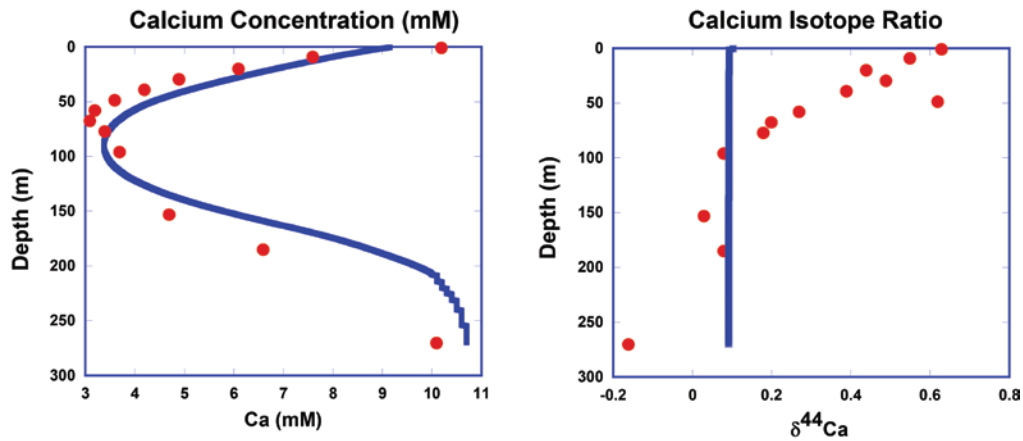 Calcium Concentration (mM)
0
50
100
150
200
250
300
Depth (m)
3 4 5 6 7 8 9 10 11
Ca (mM)
Calcium Isotope Ratio
0
50
100
150
200
250
300
Depth (m)
-0.2 0 0.2 0.4 0.6 0.8
δ⁴⁴Ca